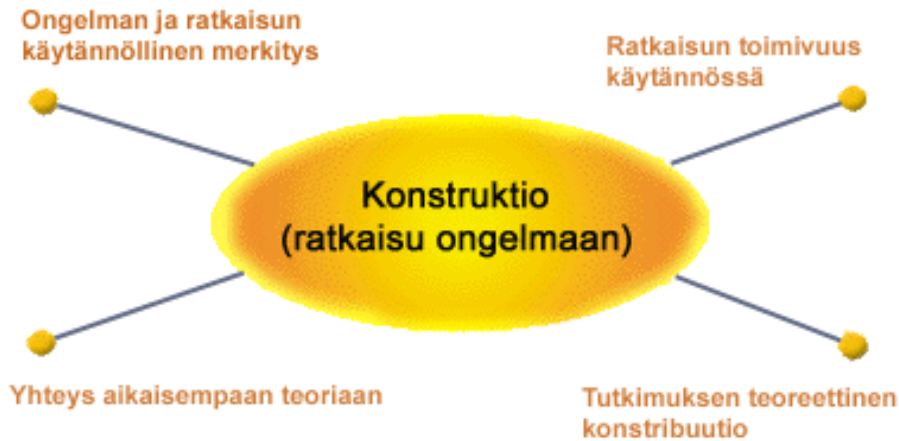 Ongelman ja ratkaisun
käytännöllinen merkitys
Ratkaisun toimivuus
käytännössä
Konstruktio
(ratkaisu ongelmaan)
Yhteys aikaisempaan teoriaan
Tutkimuksen teoreettinen
konstribuutio